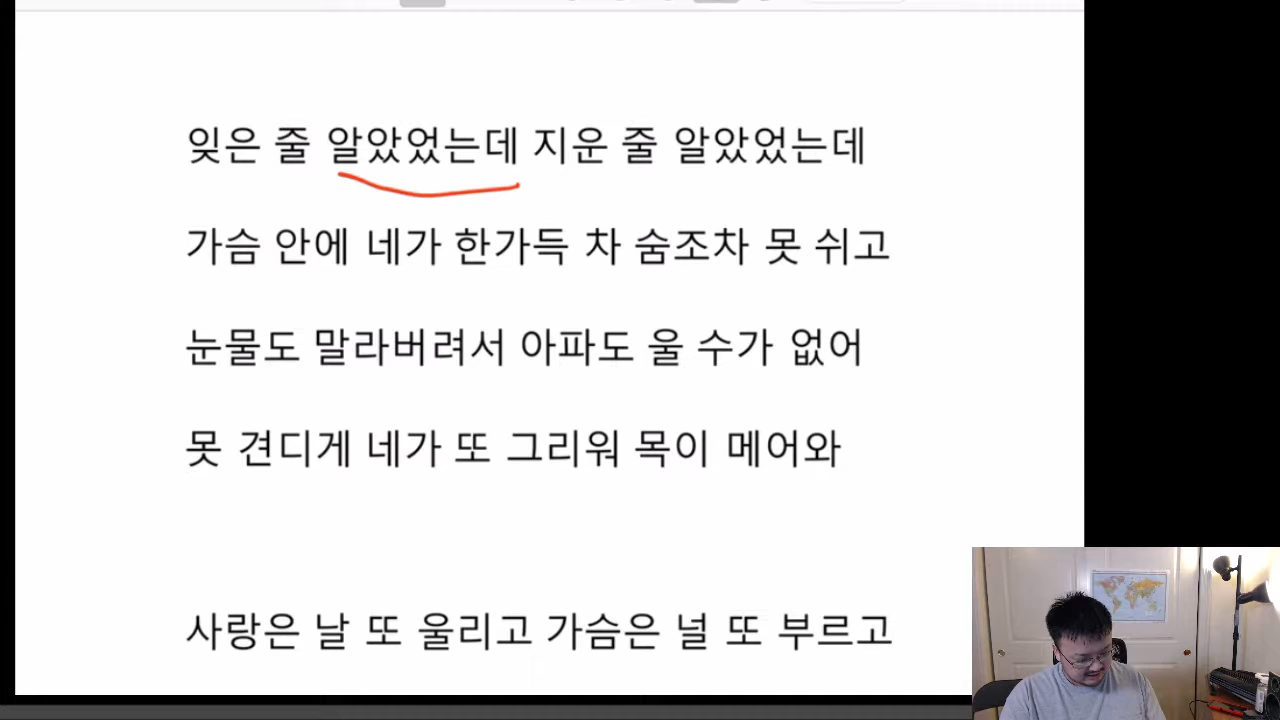 잊은 줄 알았었는데 지운 줄 알았었는데
가슴 안에 네가 한가득 차 숨조차 못 쉬고
눈물도 말라버려서 아파도 울 수가 없어
못 견디게 네가 또 그리워 목이 메어와
사랑은 날 또 울리고 가슴은 널 또 부르고